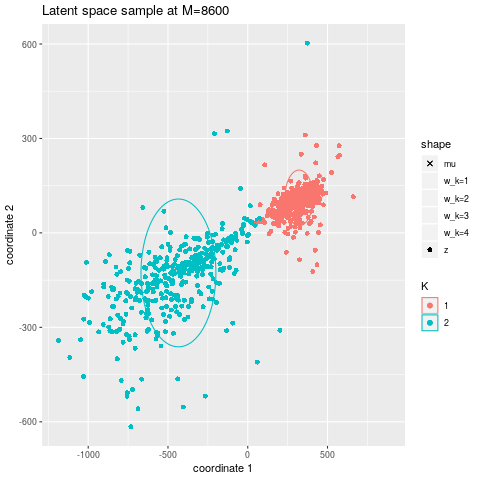 Latent space sample at M=8600
600
300
0
-300
-600
coordinate 2
-1000
-500
0
500
coordinate 1
shape
mu
w_k=1
w_k=2
w_k=3
w_k=4
z
K
1
2